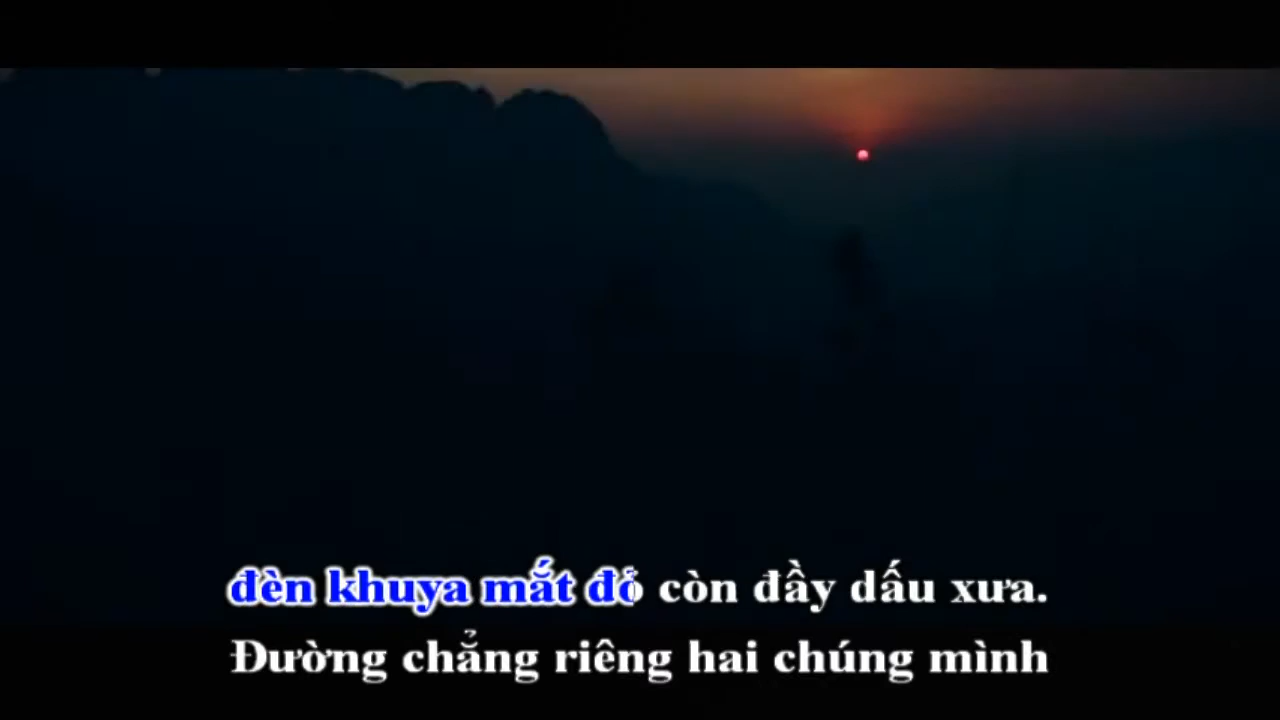 đèn khuya mắt đỏ còn đầy dấu xưa.
Đường chẳng riêng hai chúng mình